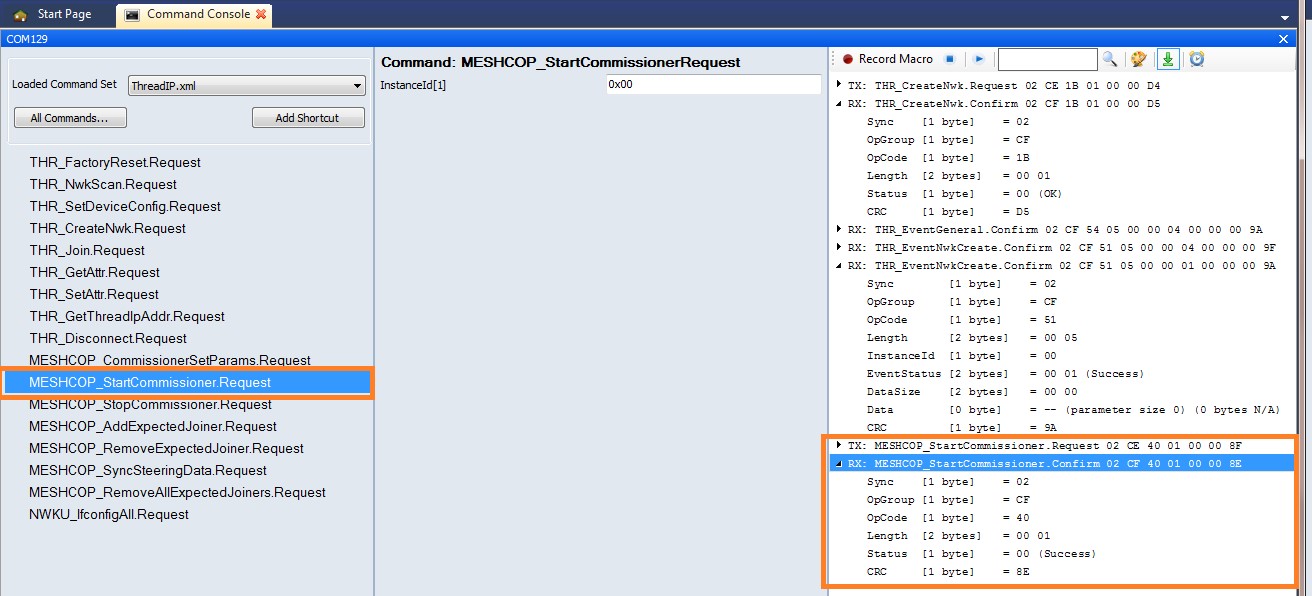 Start Page
Command Console
COM129
Loaded Command Set
ThreadIP.xml
All Commands...
Add Shortcut
THR_FactoryReset.Request
THR_NwkScan.Request
THR_SetDeviceConfig.Request
THR_CreateNwk.Request
THR_Join.Request
THR_GetAttr.Request
THR_SetAttr.Request
THR_GetThreadIpAddr.Request
THR_Disconnect.Request
MESHCOP_CommissionerSetParams.Request
MESHCOP_StartCommissioner.Request
MESHCOP_StopCommissioner.Request
MESHCOP_AddExpectedJoiner.Request
MESHCOP_RemoveExpectedJoiner.Request
MESHCOP_SyncSteeringData.Request
MESHCOP_RemoveAllExpectedJoiners.Request
NWKU_IfconfigAll.Request
Command: MESHCOP_StartCommissionerRequest
InstanceId[1] 0x00
Record Macro
TX: THR_CreateNwk.Request 02 CE 1B 01 00 00 D4
RX: THR_CreateNwk.Confirm 02 CF 1B 01 00 00 D5
Sync [1 byte] = 02
OpGroup [1 byte] = CF
OpCode [1 byte] = 1B
Length [2 bytes] = 00 01
Status [1 byte] = 00 (OK)
CRC [1 byte] = D5
RX: THR_EventGeneral.Confirm 02 CF 54 05 00 00 04 00 00 00 9A
RX: THR_EventNwkCreate.Confirm 02 CF 51 05 00 00 04 00 00 00 9F
RX: THR_EventNwkCreate.Confirm 02 CF 51 05 00 00 01 00 00 00 9A
Sync [1 byte] = 02
OpGroup [1 byte] = CF
OpCode [1 byte] = 51
Length [2 bytes] = 00 05
InstanceId [1 byte] = 00
EventStatus [2 bytes] = 00 01 (Success)
DataSize [2 bytes] = 00 00
Data [0 byte] = -- (parameter size 0) (0 bytes N/A)
CRC [1 byte] = 9A
TX: MESHCOP_StartCommissioner.Request 02 CE 40 01 00 00 8F
RX: MESHCOP_StartCommissioner.Confirm 02 CF 40 01 00 00 8E
Sync [1 byte] = 02
OpGroup [1 byte] = CF
OpCode [1 byte] = 40
Length [2 bytes] = 00 01
Status [1 byte] = 00 (Success)
CRC [1 byte] = 8E